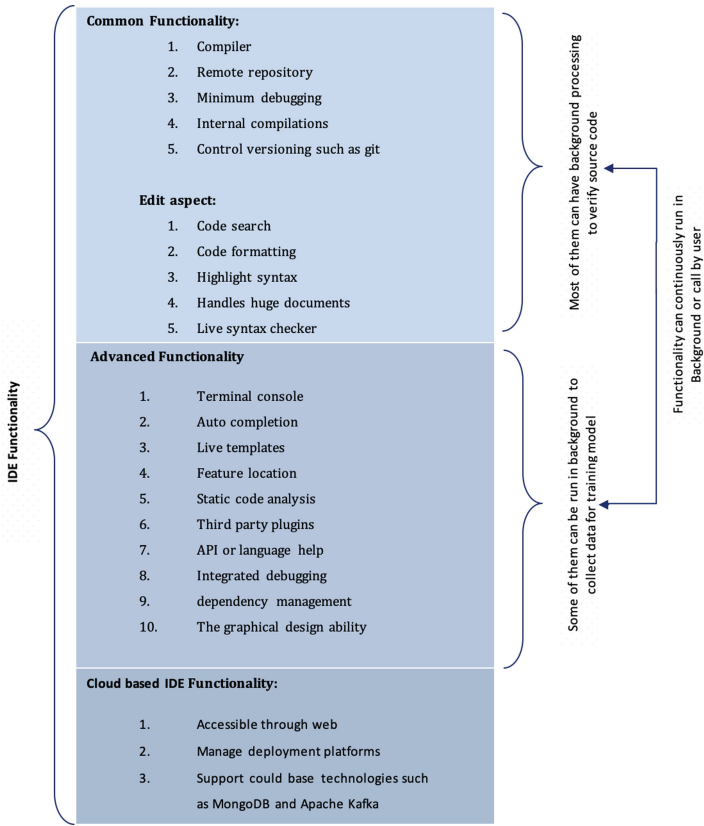 IDE Functionality
Common Functionality:
1. Compiler
2. Remote repository
3. Minimum debugging
4. Internal compilations
5. Control versioning such as git
Edit aspect:
1. Code search
2. Code formatting
3. Highlight syntax
4. Handles huge documents
5. Live syntax checker
Advanced Functionality
1. Terminal console
2. Auto completion
3. Live templates
4. Feature location
5. Static code analysis
6. Third party plugins
7. API or language help
8. Integrated debugging
9. dependency management
10. The graphical design ability
Cloud based IDE Functionality:
1. Accessible through web
2. Manage deployment platforms
3. Support could base technologies such
as MongoDB and Apache Kafka
Most of them can have background processing
to verify source code
Some of them can be run in background to
collect data for training model
Functionality can continuously run in
Background or call by user